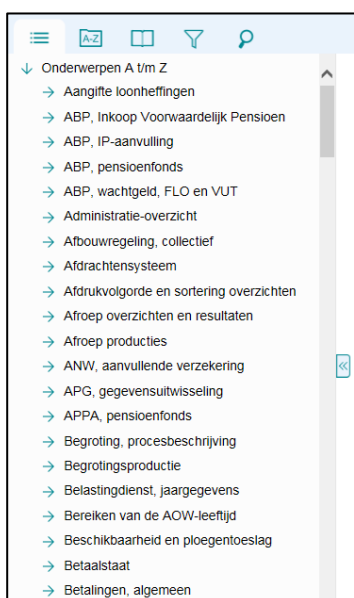 A-Z
Onderwerpen A t/m Z
Aangifte loonheffingen
ABP, Inkoop Voorwaardelijk Pensioen
ABP, IP-aanvulling
ABP, pensioenfonds
ABP, wachtgeld, FLO en VUT
Administratie-overzicht
Afbouwregeling, collectief
Afdrachtensysteem
Afdrukvolgorde en sortering overzichten
Afroep overzichten en resultaten
Afroep producties
ANW, aanvullende verzekering
APG, gegevensuitwisseling
APPA, pensioenfonds
Begroting, procesbeschrijving
Begrotingsproductie
Belastingdienst, jaargegevens
Bereiken van de AOW-leeftijd
Beschikbaarheid en ploegentoeslag
Betaalstaat
Betalingen, algemeen